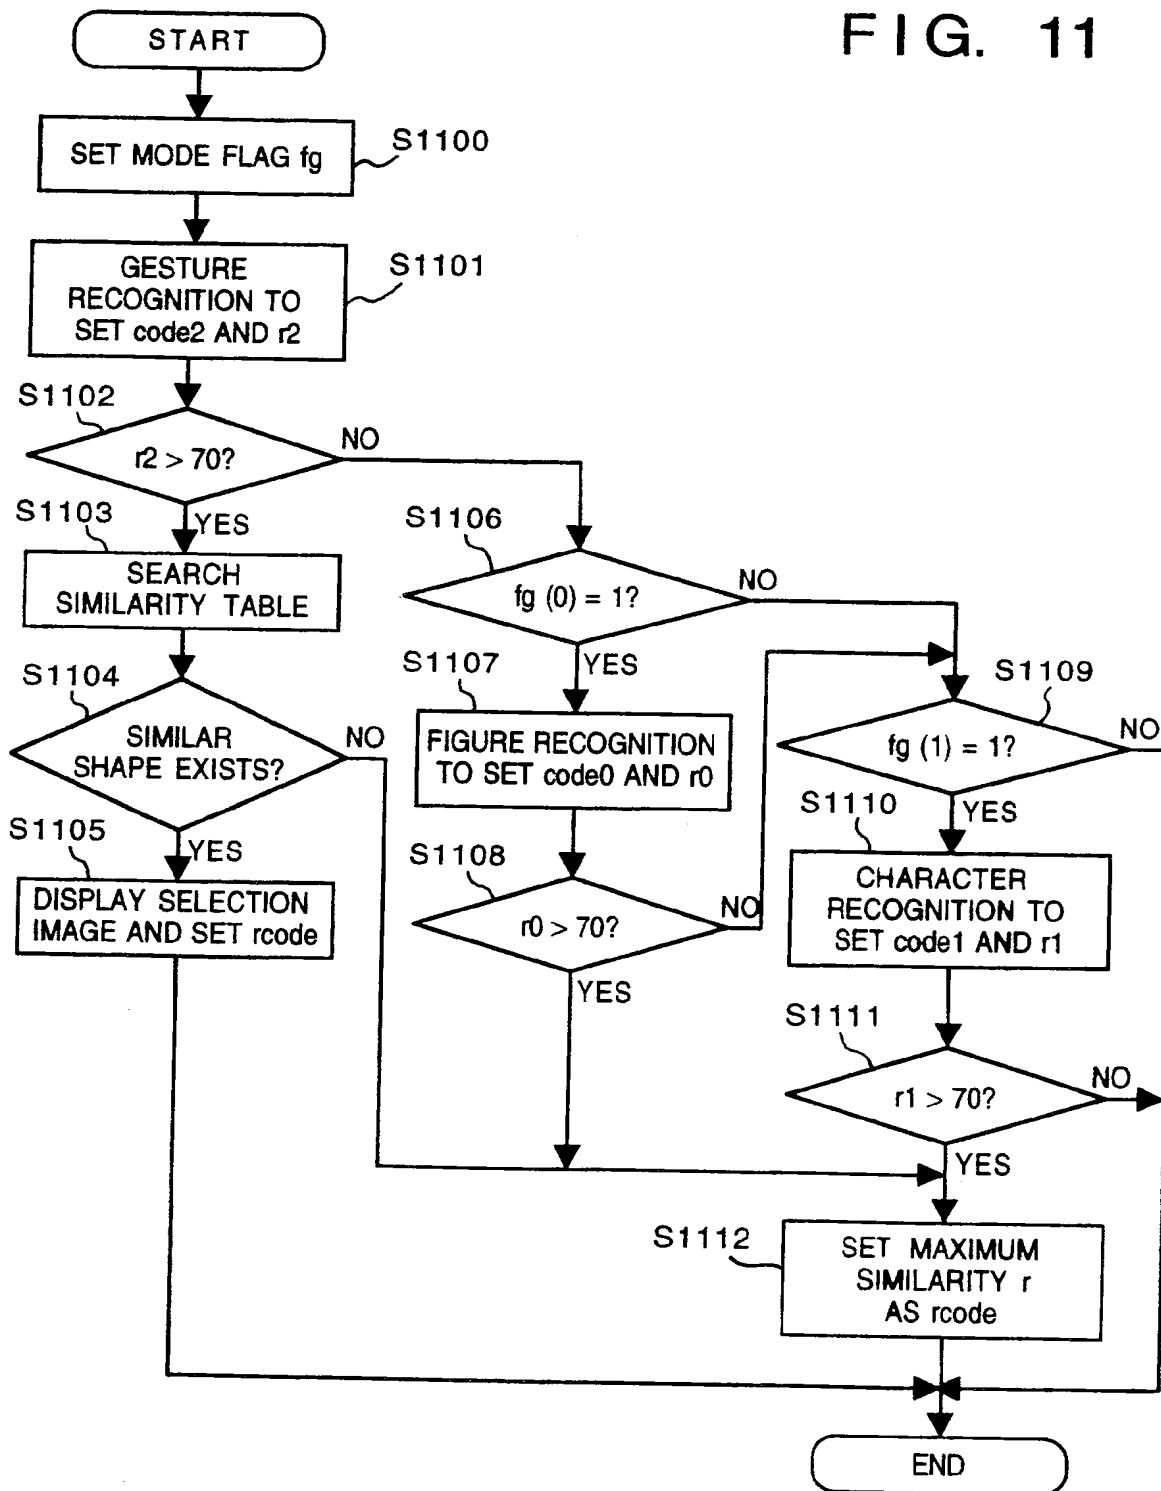 FIG. 11
START
S1100
SET MODE FLAG fg
S1101
GESTURE
RECOGNITION TO
SET code2 AND r2
S1102
r2 > 70?
NO
YES
S1103
SEARCH
SIMILARITY TABLE
S1104
SIMILAR
SHAPE EXISTS?
NO
YES
S1105
DISPLAY SELECTION
IMAGE AND SET rcode
S1106
fg (0) = 1?
NO
YES
S1107
FIGURE RECOGNITION
TO SET code0 AND r0
S1108
r0 > 70?
NO
YES
S1109
fg (1) = 1?
NO
YES
S1110
CHARACTER
RECOGNITION TO
SET code1 AND r1
S1111
r1 > 70?
NO
YES
S1112
SET MAXIMUM
SIMILARITY r
AS rcode
END